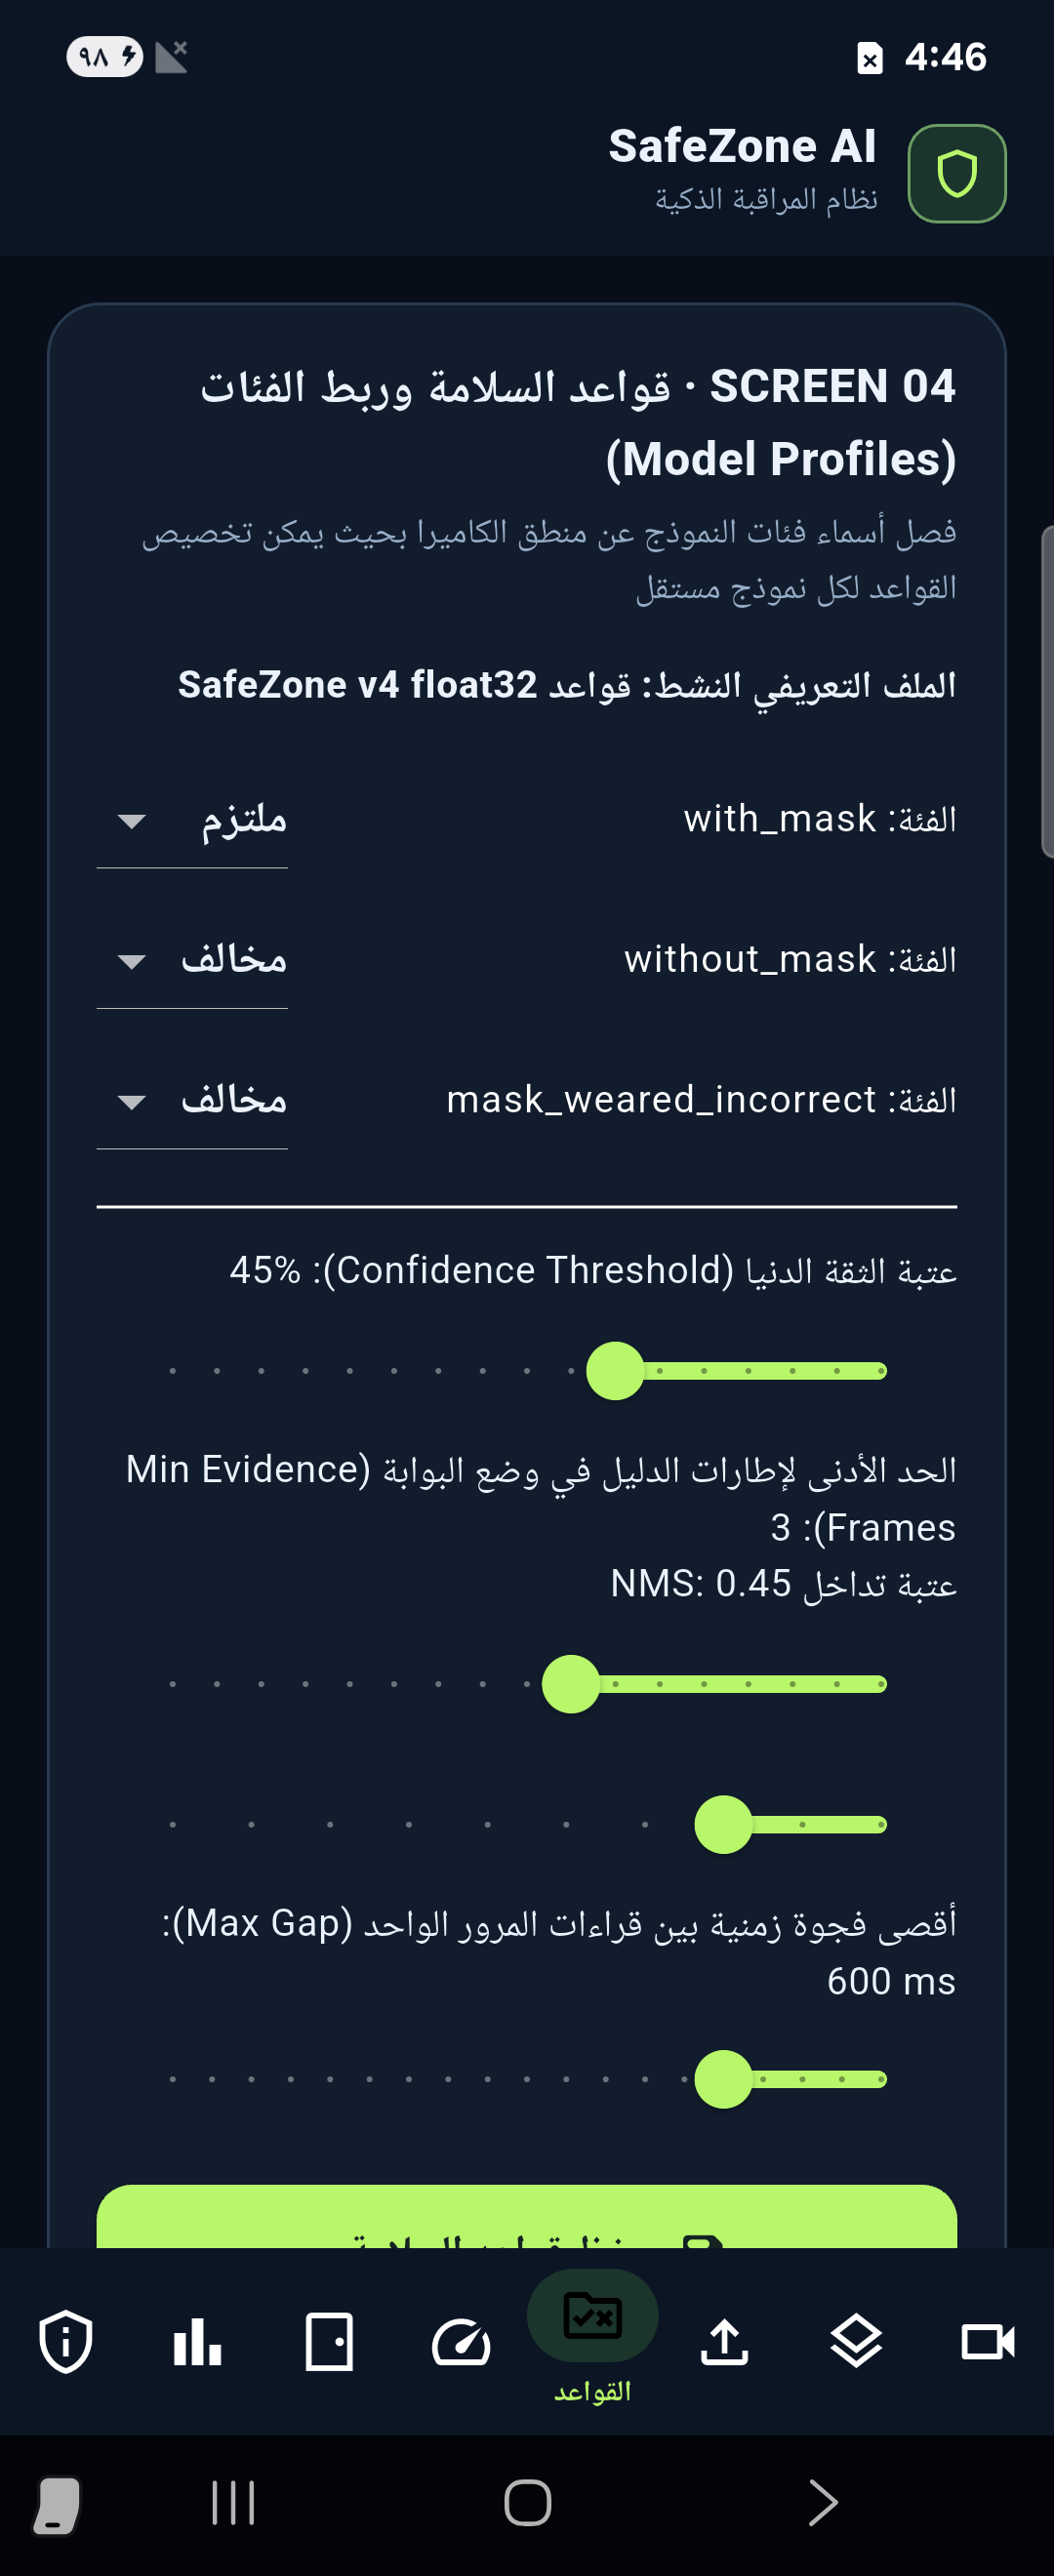 4:46
٩٨
SafeZone AI
نظام المراقبة الذكية
SCREEN 04 · قواعد السلامة وربط الفئات
(Model Profiles)
فصل أسماء فئات النموذج عن منطق الكاميرا بحيث يمكن تخصيص
القواعد لكل نموذج مستقل
الملف التعريفي النشط: قواعد SafeZone v4 float32
الفئة: with_mask
ملتزم
الفئة: without_mask
مخالف
الفئة: mask_weared_incorrect
مخالف
عتبة الثقة الدنيا (Confidence Threshold): 45%
الحد الأدنى لإطارات الدليل في وضع البوابة (Min Evidence
Frames): 3
عتبة تداخل NMS: 0.45
أقصى فجوة زمنية بين قراءات المرور الواحد (Max Gap):
600 ms
القواعد